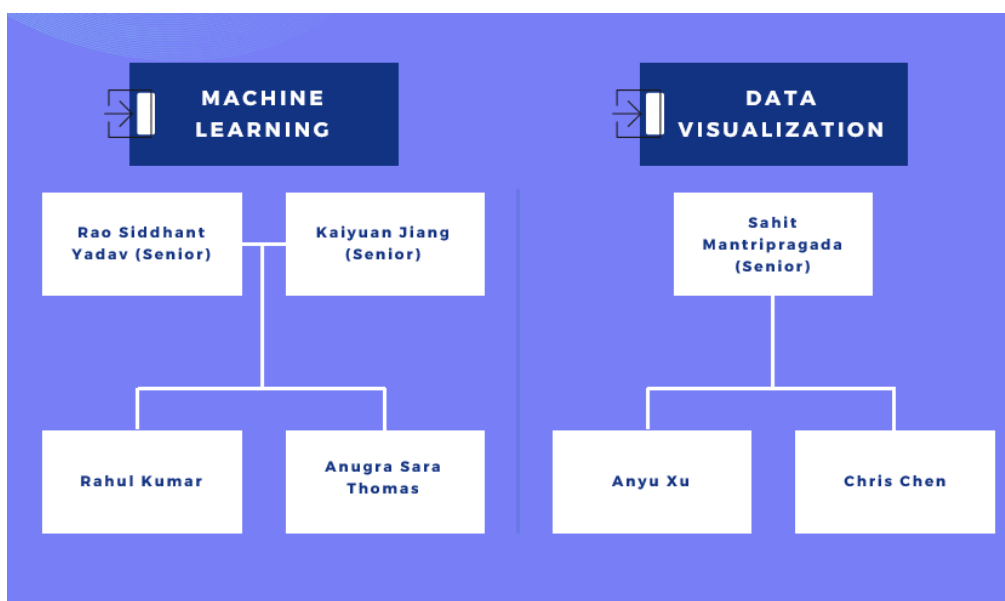 MACHINE
LEARNING
Rao Siddhant
Yadav (Senior)
Kaiyuan Jiang
(Senior)
Rahul Kumar
Anugra Sara
Thomas
DATA
VISUALIZATION
Sahit
Mantripragada
(Senior)
Anyu Xu
Chris Chen